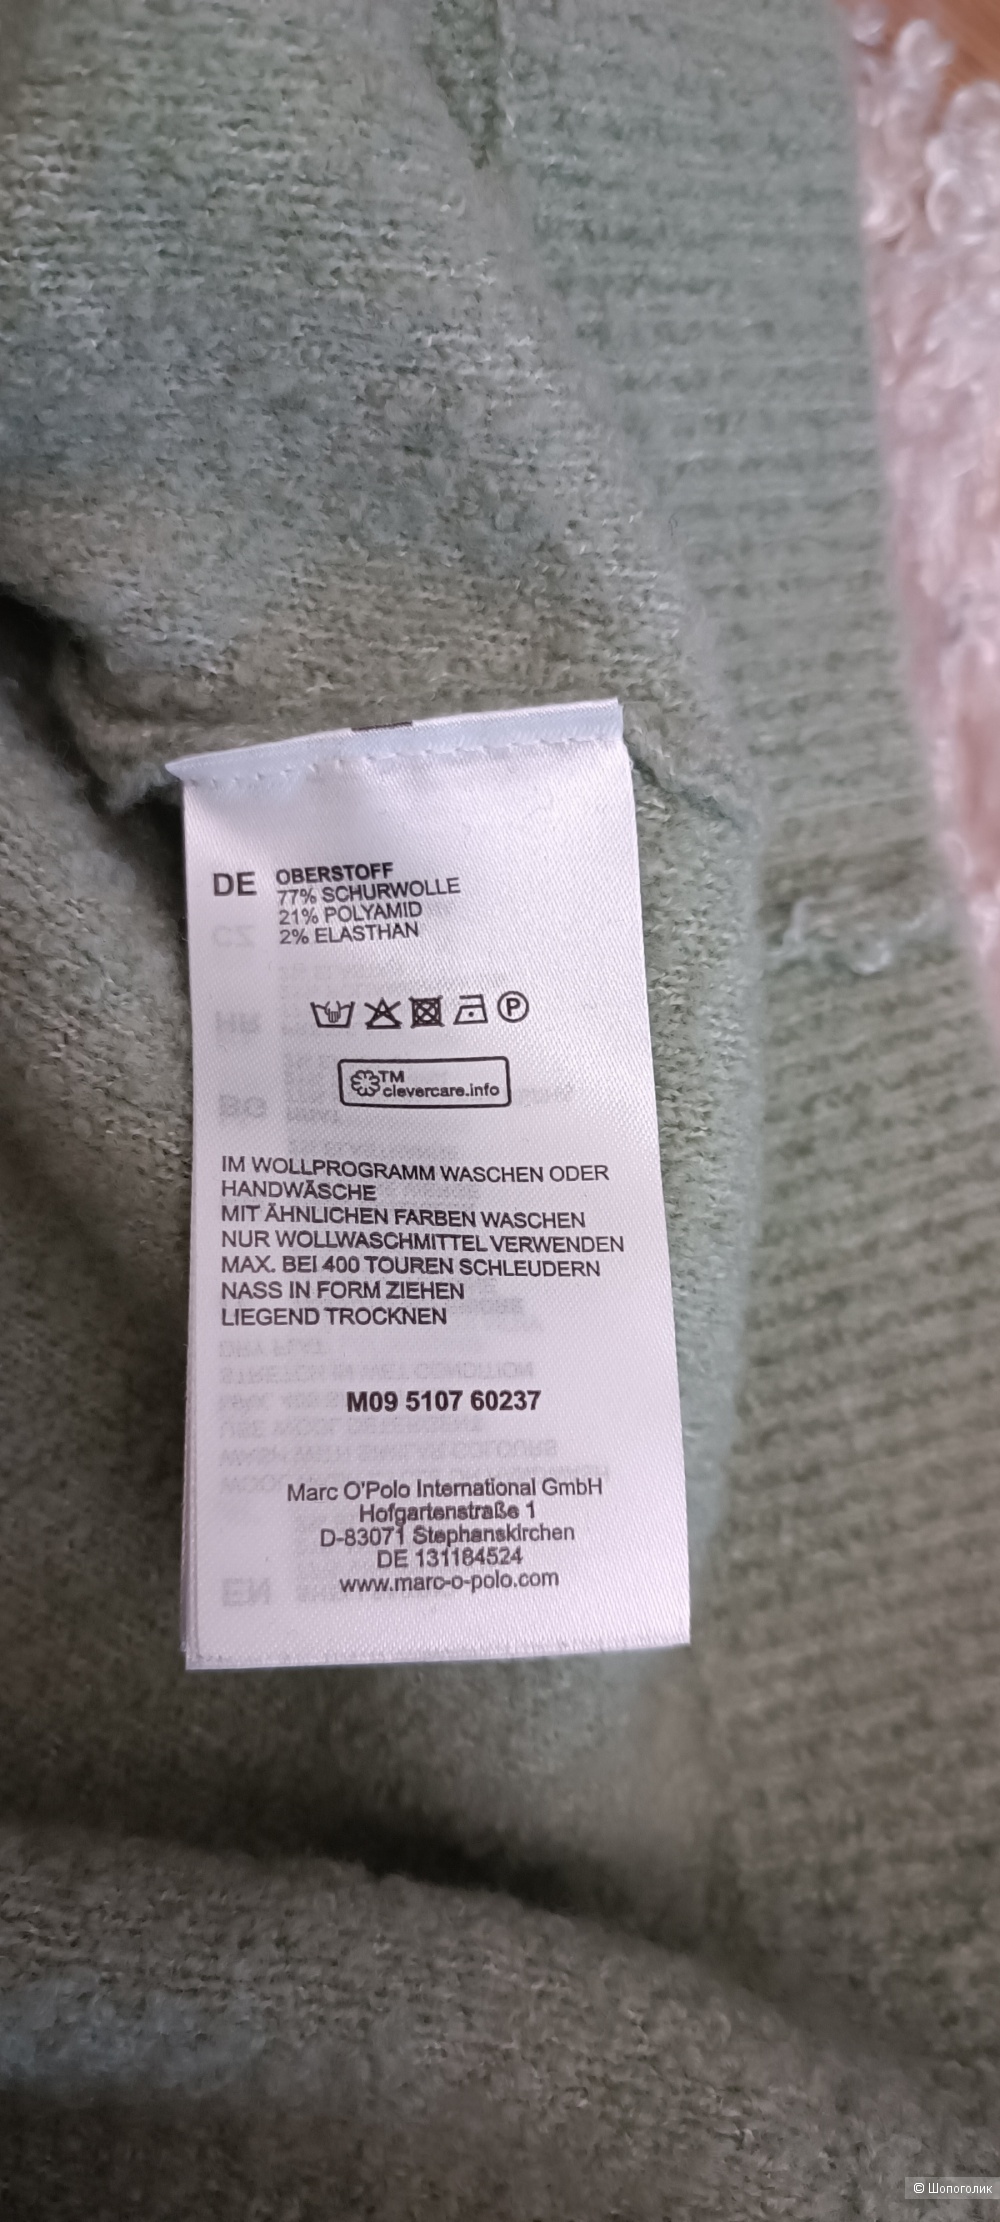 DE OBERSTOFF
77% SCHURWOLLE
21% POLYAMID
2% ELASTHAN
P
TM
clevercare.info
IM WOLLPROGRAMM WASCHEN ODER
HANDWÄSCHE
MIT ÄHNLICHEN FARBEN WASCHEN
NUR WOLLWASCHMITTEL VERWENDEN
MAX. BEI 400 TOUREN SCHLEUDERN
NASS IN FORM ZIEHEN
LIEGEND TROCKNEN
M09 5107 60237
Marc O'Polo International GmbH
Hofgartenstraße 1
D-83071 Stephanskirchen
DE 131184524
www.marc-o-polo.com
© Шопоголик